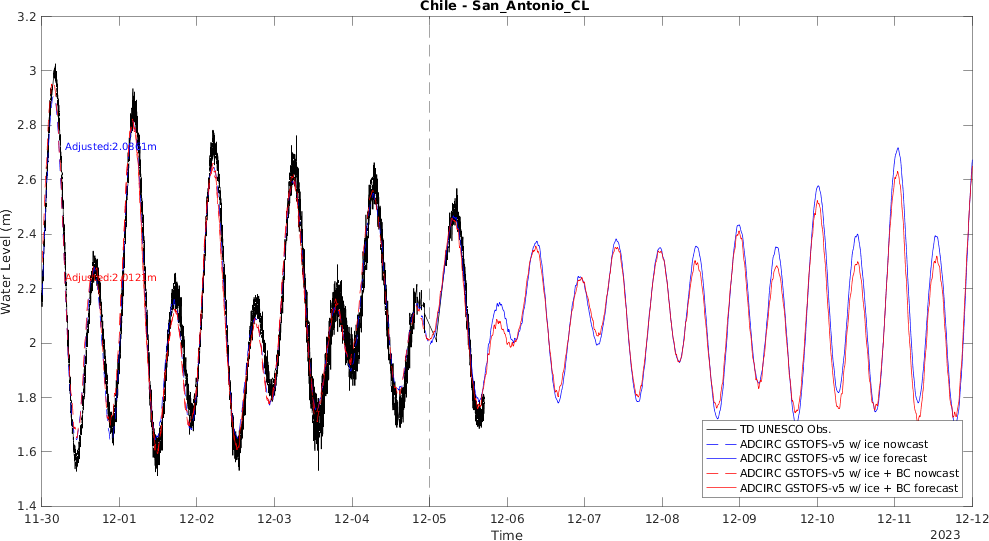 Chile - San_Antonio_CL
3.2
3
2.8
2.6
2.4
2.2
2
1.8
1.6
1.4
Water Level (m)
Adjusted:2.0361m
Adjusted:2.0121m
TD UNESCO Obs.
ADCIRC GSTOFS-v5 w/ ice nowcast
ADCIRC GSTOFS-v5 w/ ice forecast
ADCIRC GSTOFS-v5 w/ ice + BC nowcast
ADCIRC GSTOFS-v5 w/ ice + BC forecast
11-30 12-01 12-02 12-03 12-04 12-05 12-06 12-07 12-08 12-09 12-10 12-11 12-12
Time
2023